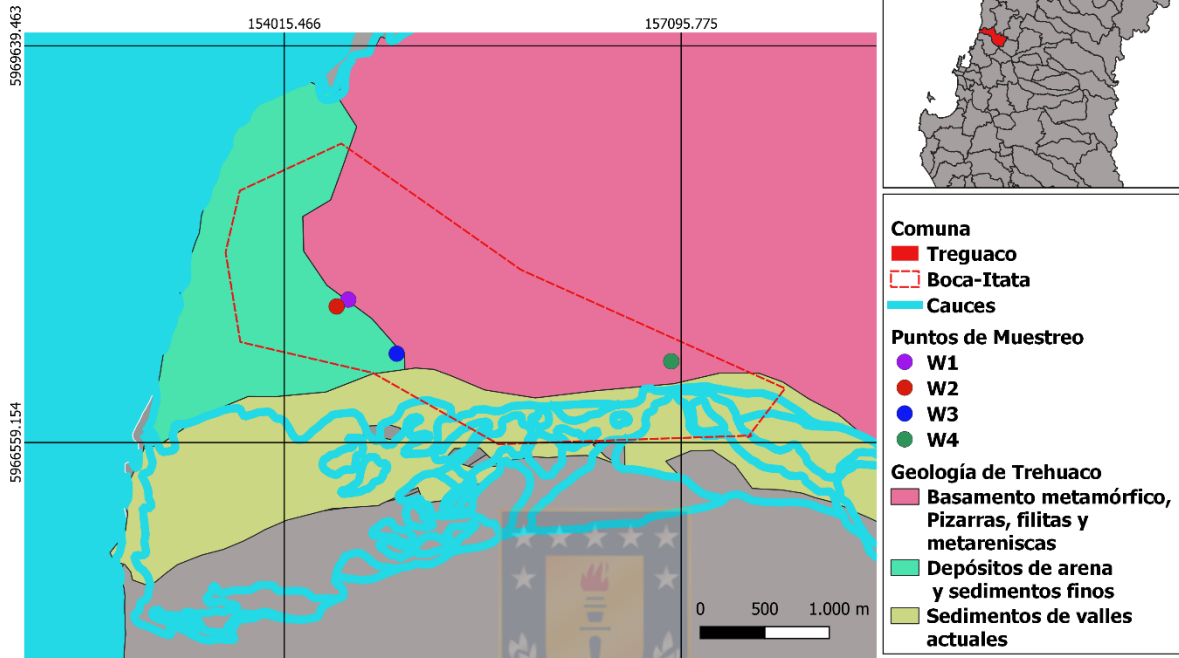 154015.466
157095.775
5969639.463
5966559.154
0 500 1.000 m
Comuna
Treguaco
Boca-Itata
Cauces
Puntos de Muestreo
W1
W2
W3
W4
Geología de Trehuaco
Basamento metamórfico,
Pizarras, filitas y
metareniscas
Depósitos de arena
y sedimentos finos
Sedimentos de valles
actuales